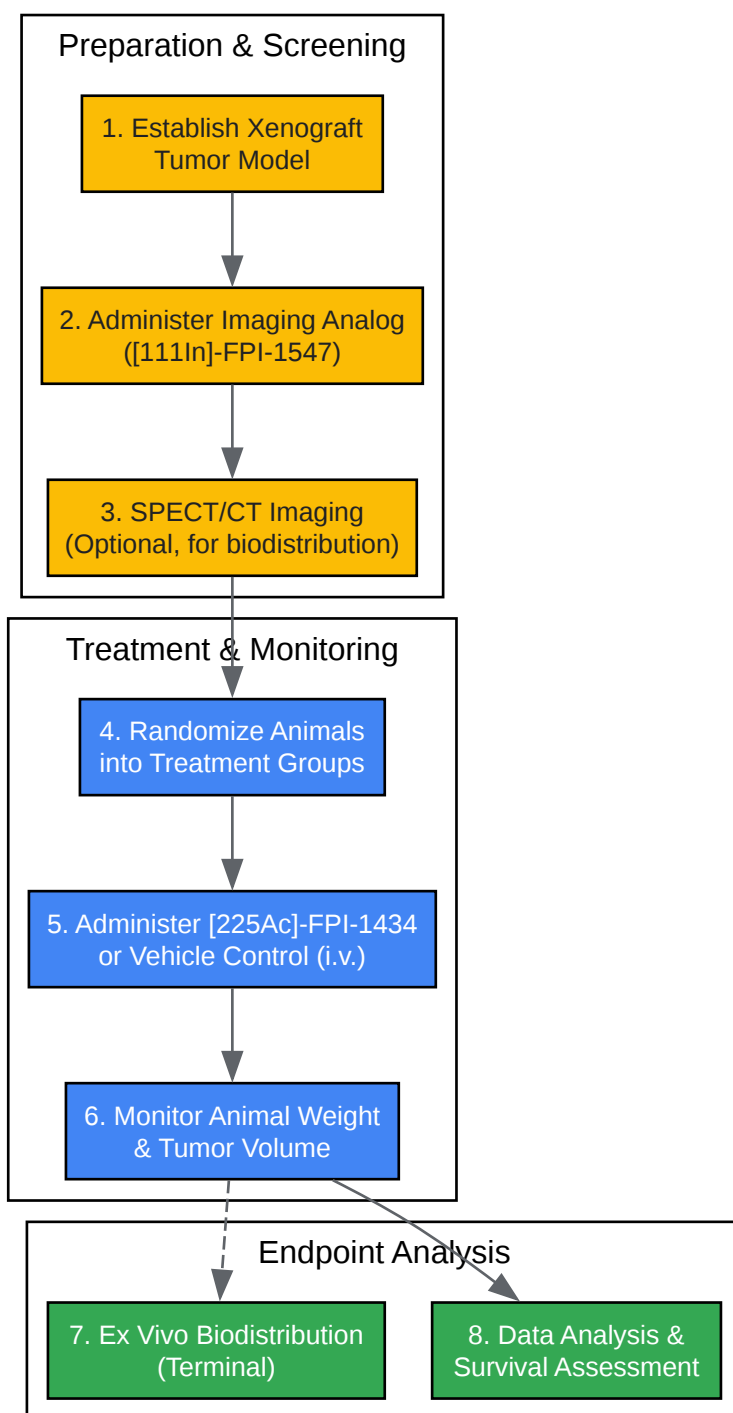 Preparation & Screening
1. Establish Xenograft
Tumor Model
2. Administer Imaging Analog
([111In]-FPI-1547)
3. SPECT/CT Imaging
(Optional, for biodistribution)
Treatment & Monitoring
4. Randomize Animals
into Treatment Groups
5. Administer [225Ac]-FPI-1434
or Vehicle Control (i.v.)
6. Monitor Animal Weight
& Tumor Volume
Endpoint Analysis
7. Ex Vivo Biodistribution
(Terminal)
8. Data Analysis &
Survival Assessment